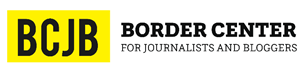 BCJB
BORDER CENTER
FOR JOURNALISTS AND BLOGGERS